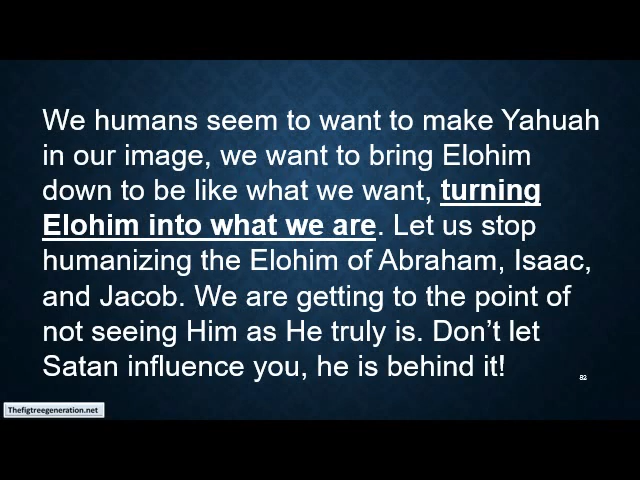 We humans seem to want to make Yahuah
in our image, we want to bring Elohim
down to be like what we want, turning
Elohim into what we are. Let us stop
humanizing the Elohim of Abraham, Isaac,
and Jacob. We are getting to the point of
not seeing Him as He truly is. Don’t let
Satan influence you, he is behind it!
82
Thefigtreegeneration.net